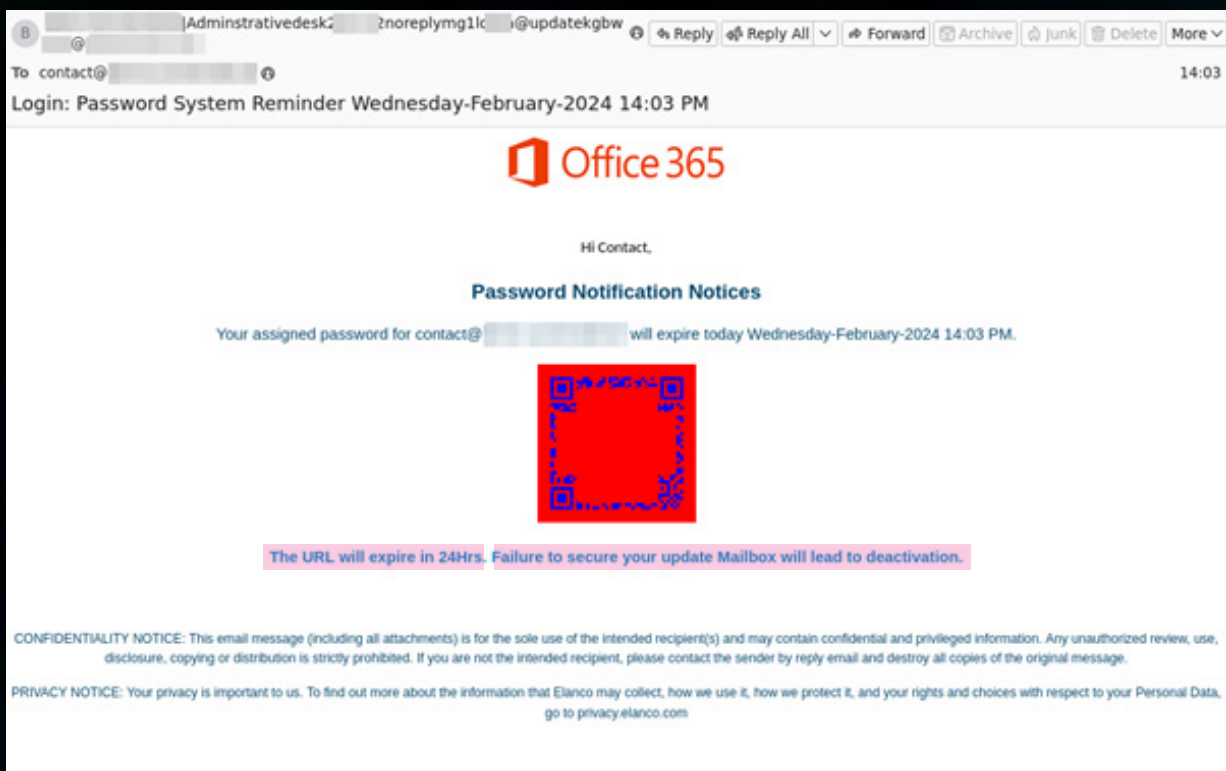 B
|Adminstrativedesk2 2noreplymg1lc @updatekgbw
@
Reply Reply All Forward Archive Junk Delete More
To contact@
14:03
Login: Password System Reminder Wednesday-February-2024 14:03 PM
Office 365
Hi Contact,
Password Notification Notices
Your assigned password for contact@ will expire today Wednesday-February-2024 14:03 PM.
The URL will expire in 24Hrs. Failure to secure your update Mailbox will lead to deactivation.
CONFIDENTIALITY NOTICE: This email message (including all attachments) is for the sole use of the intended recipient(s) and may contain confidential and privileged information. Any unauthorized review, use,
disclosure, copying or distribution is strictly prohibited. If you are not the intended recipient, please contact the sender by reply email and destroy all copies of the original message.
PRIVACY NOTICE: Your privacy is important to us. To find out more about the information that Elanco may collect, how we use it, how we protect it, and your rights and choices with respect to your Personal Data,
go to privacy.elanco.com